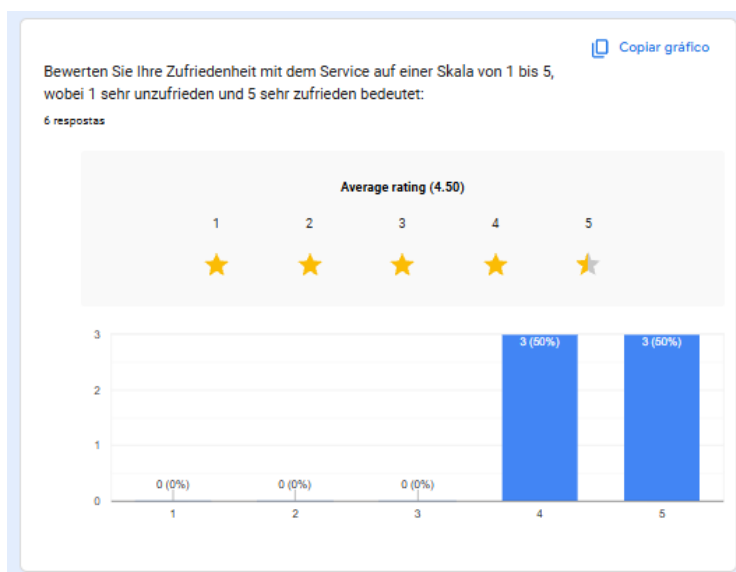 Copiar gráfico
Bewerten Sie Ihre Zufriedenheit mit dem Service auf einer Skala von 1 bis 5,
wobei 1 sehr unzufrieden und 5 sehr zufrieden bedeutet:
6 respostas
Average rating (4.50)
1 2 3 4 5
3
3 (50%) 3 (50%)
2
1
0 (0%) 0 (0%) 0 (0%)
0
1 2 3 4 5